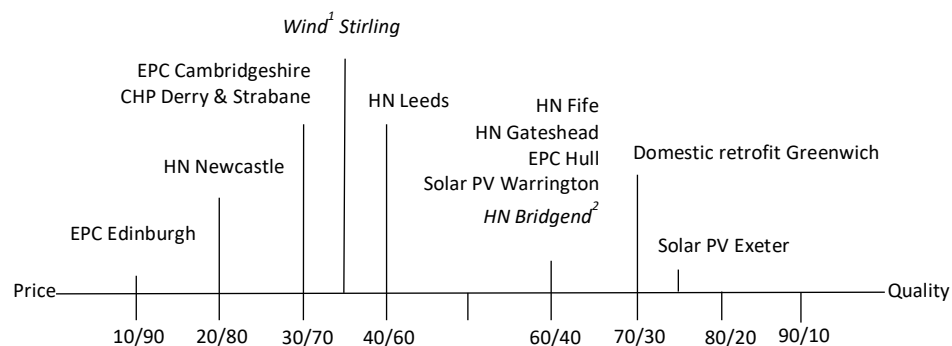 Wind1 Stirling
EPC Cambridgeshire
CHP Derry & Strabane
HN Leeds
HN Fife
HN Gateshead
EPC Hull
Solar PV Warrington
HN Bridgend2
Domestic retrofit Greenwich
HN Newcastle
EPC Edinburgh
Solar PV Exeter
Price
Quality
10/90
20/80
30/70
40/60
60/40
70/30
80/20
90/10